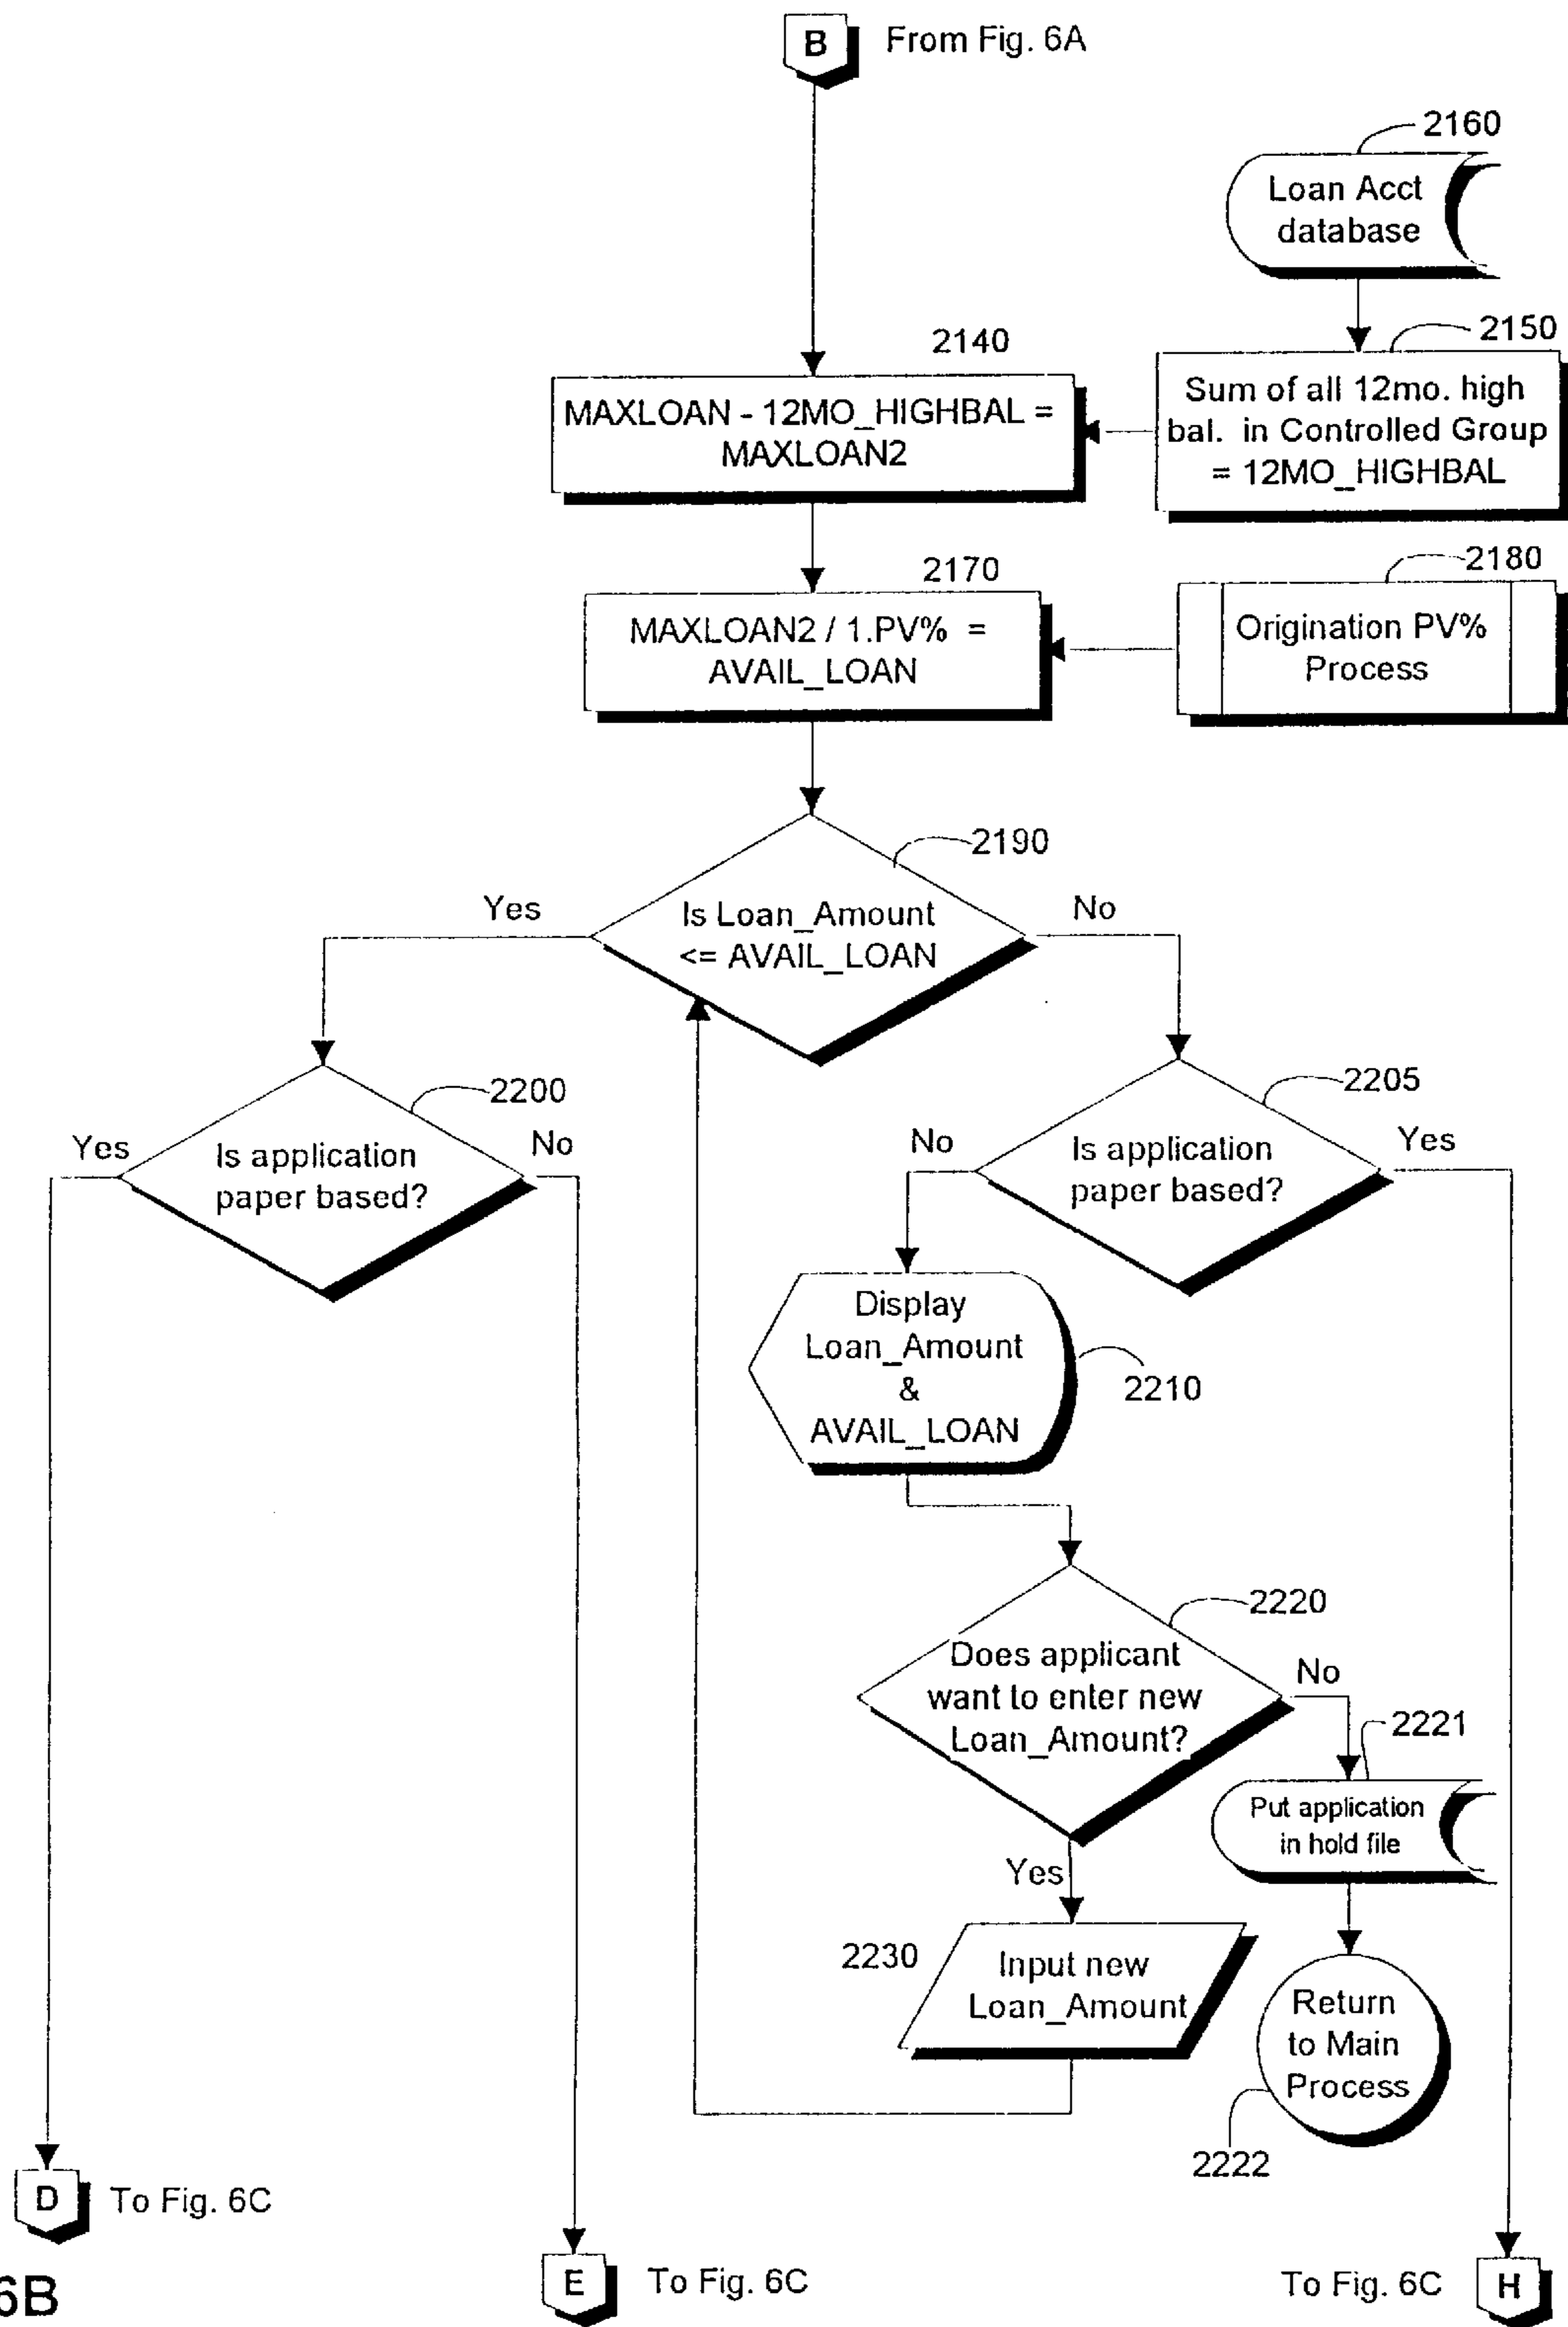 B From Fig. 6A
2160
Loan Acct
database
2140
2150
MAXLOAN - 12MO_HIGHBAL =
MAXLOAN2
Sum of all 12mo. high
bal. in Controlled Group
= 12MO_HIGHBAL
2170
2180
MAXLOAN2 / 1.PV% =
AVAIL_LOAN
Origination PV%
Process
2190
Yes
Is Loan_Amount
<= AVAIL_LOAN
No
2200
Yes
Is application
paper based?
No
2205
No
Is application
paper based?
Yes
Display
Loan_Amount
&
AVAIL_LOAN
2210
2220
Does applicant
want to enter new
Loan_Amount?
No
2221
Put application
in hold file
Yes
2230
Input new
Loan_Amount
Return
to Main
Process
2222
D To Fig. 6C
E To Fig. 6C
To Fig. 6C H
6B